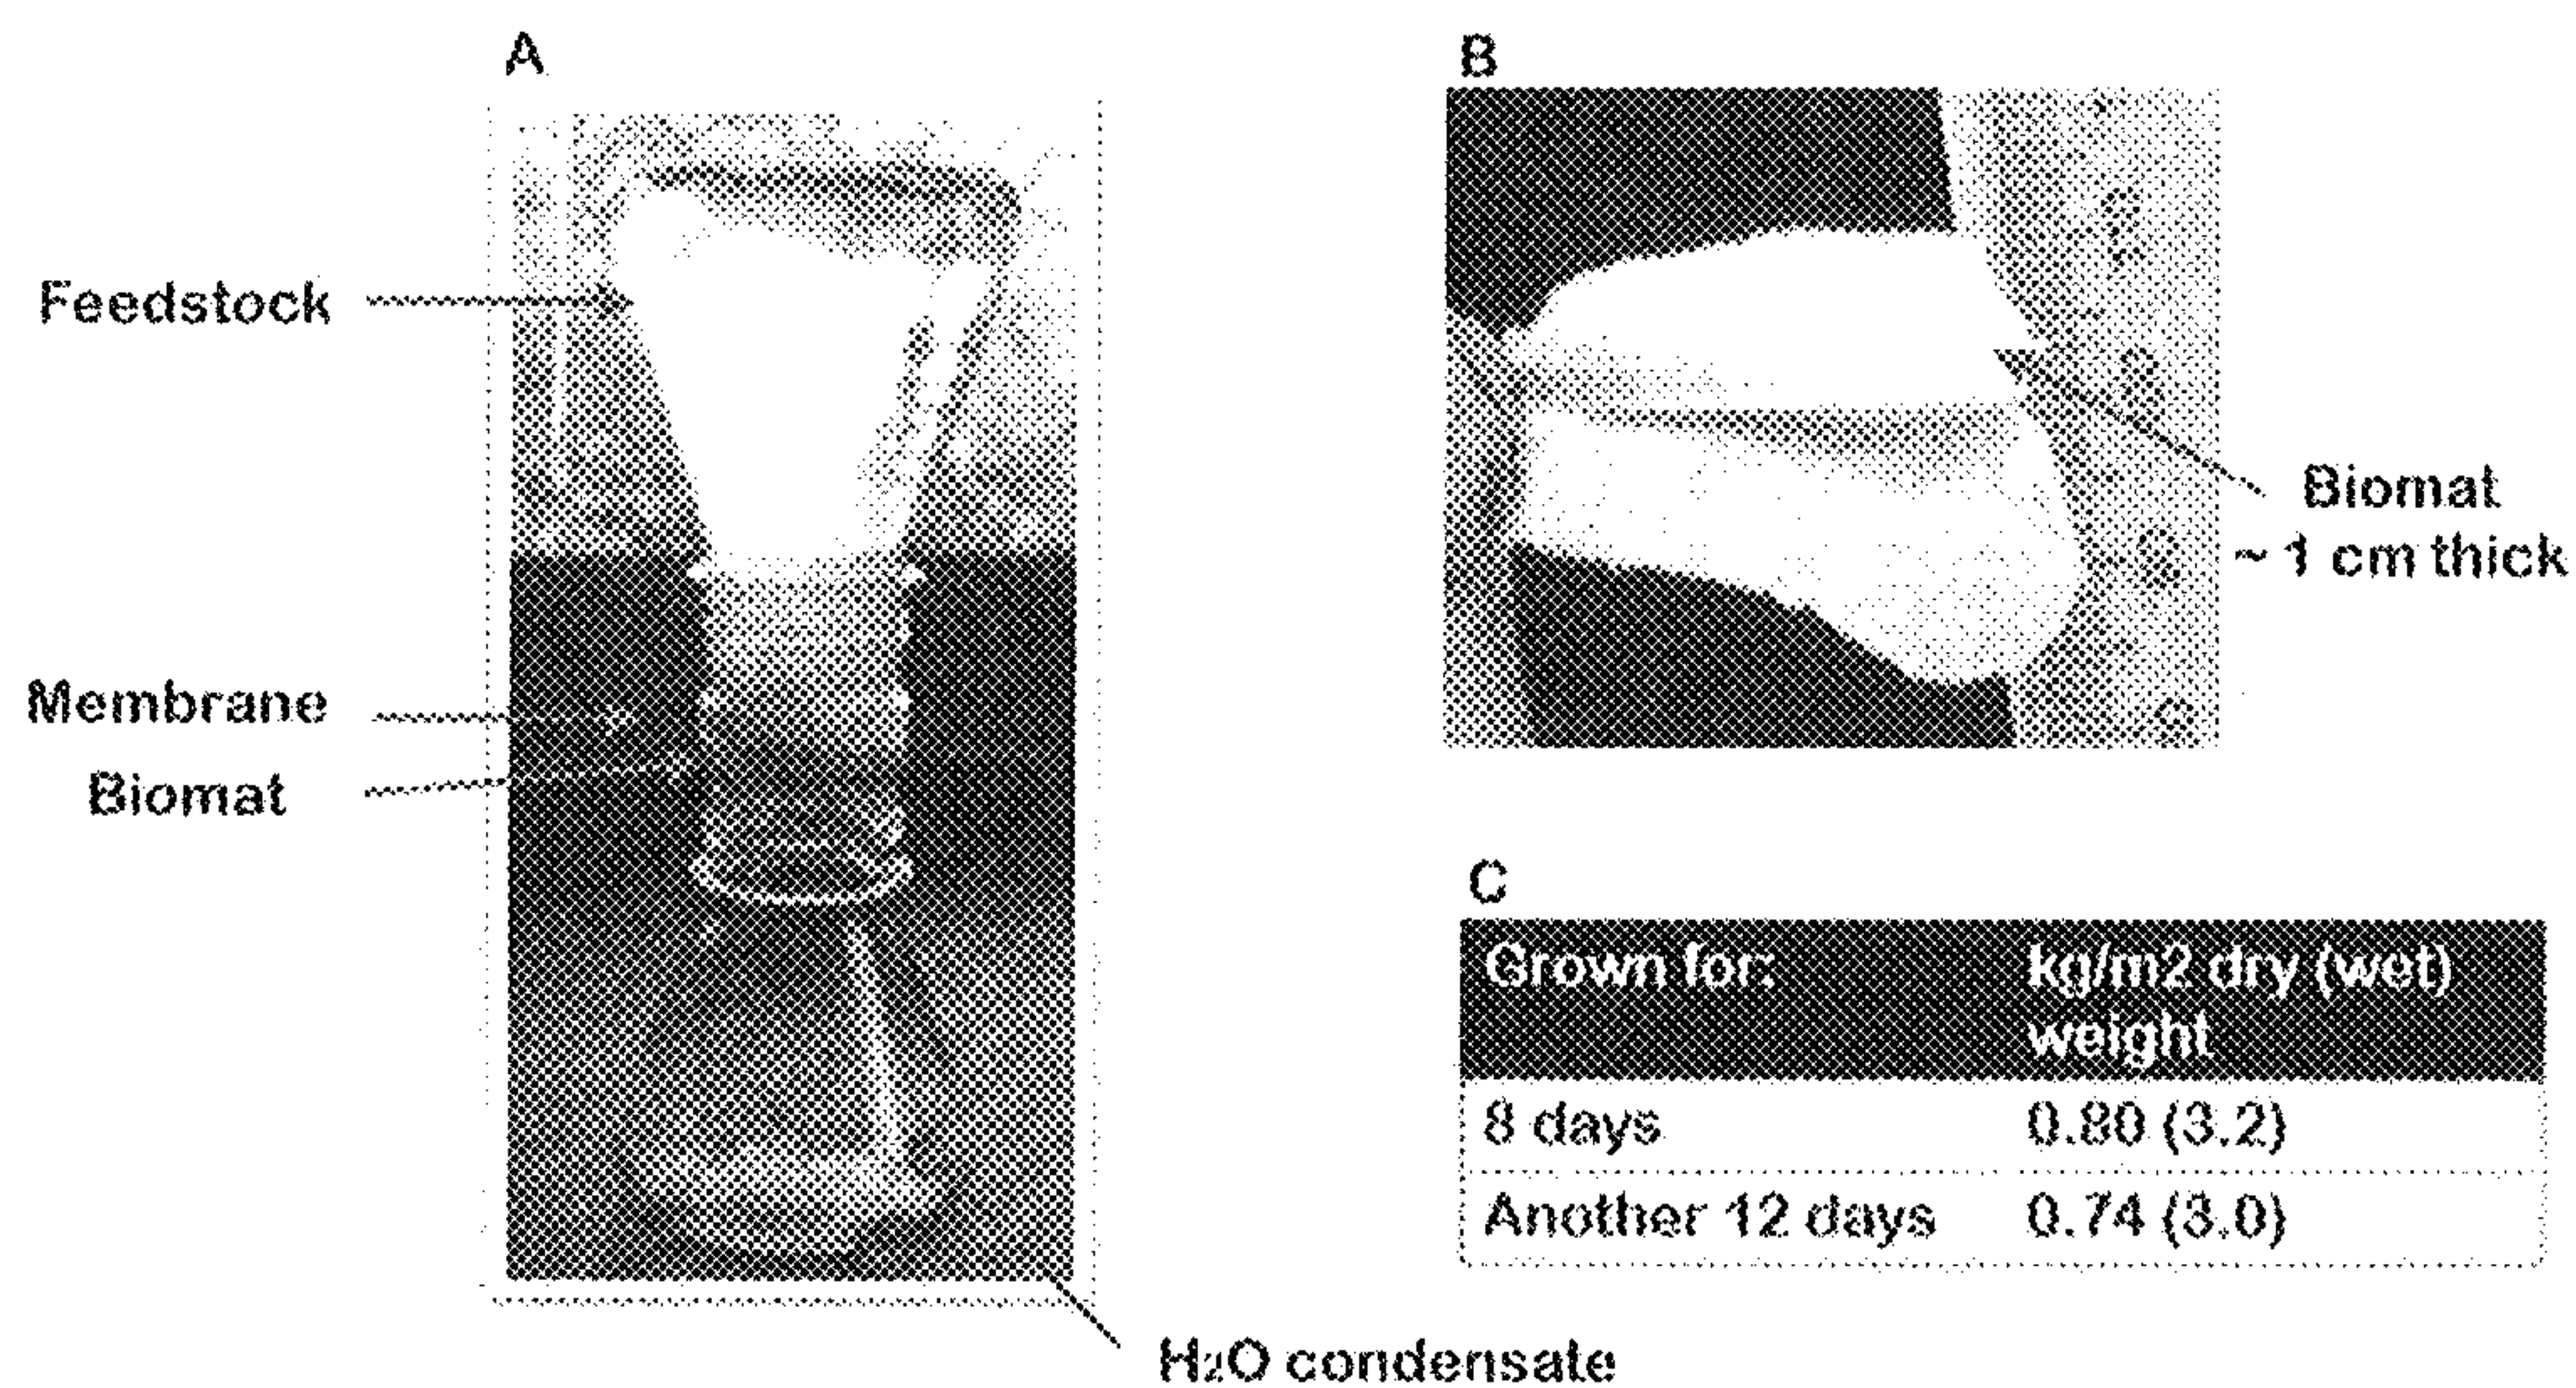 A
Feedstock
Membrane
Biomat
H₂O condensate
B
Biomat
~ 1 cm thick
C
Grown for: kg/m2 dry (wet)
weight
8 days 0.80 (3.2)
Another 12 days 0.74 (3.0)